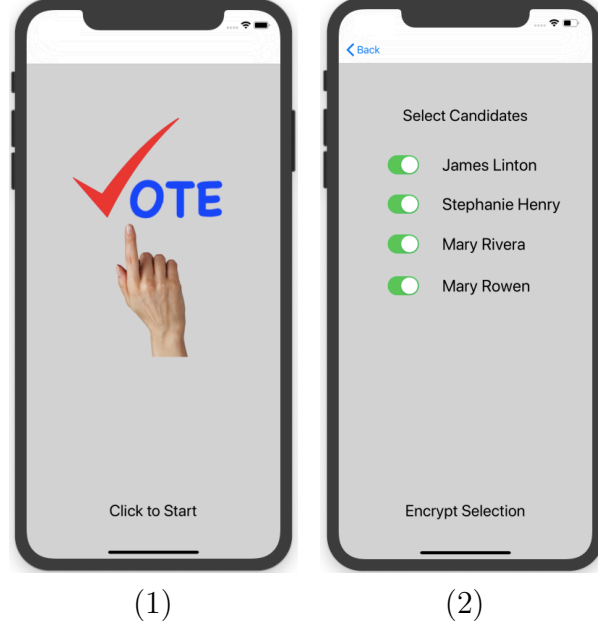 VOTE
Click to Start
(1)
Back
Select Candidates
James Linton
Stephanie Henry
Mary Rivera
Mary Rowen
Encrypt Selection
(2)